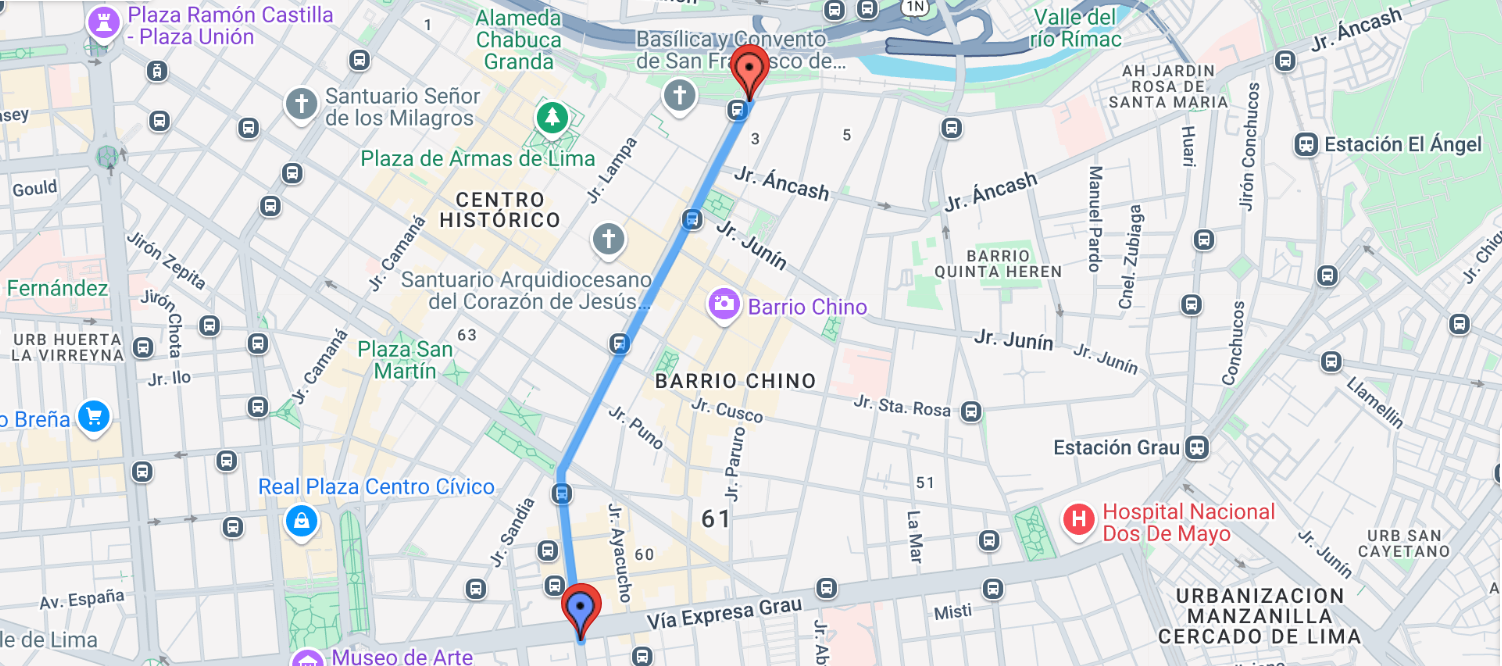 Plaza Ramón Castilla
- Plaza Unión
1
Alameda
Chabuca
Granda
Basílica y Convento
de San Francisco de...
1N
Valle del
río Rímac
Jr. Áncash
AH JARDIN
ROSA DE
SANTA MARIA
Santuario Señor
de los Milagros
Plaza de Armas de Lima
Jr. Lampa
3
5
Huari
Jirón Conchucos
Estación El Ángel
Gould
CENTRO
HISTÓRICO
Jr. Áncash
Jr. Áncash
Manuel Pardo
Cnel. Zubiaga
Jirón Zepita
Jr. Camaná
Jr. Junín
BARRIO
QUINTA HEREN
Santuario Arquidiocesano
del Corazón de Jesús...
Fernández
Jirón Chota
Barrio Chino
63
URB HUERTA
LA VIRREYNA
Plaza San
Martín
Jr. Camaná
Jr. Junín
Jr. Junín
Conchucos
Jr. Ilo
BARRIO CHINO
Llamellin
o Breña
Jr. Puno
Jr. Cusco
Jr. Sta. Rosa
Jr. Paruro
Estación Grau
Real Plaza Centro Cívico
51
Jr. Sandia
Jr. Ayacucho
61
La Mar
Hospital Nacional
Dos De Mayo
60
Jr. Junín
URB SAN
CAYETANO
Av. España
Vía Expresa Grau
Misti
URBANIZACION
MANZANILLA
CERCADO DE LIMA
le de Lima
Museo de Arte